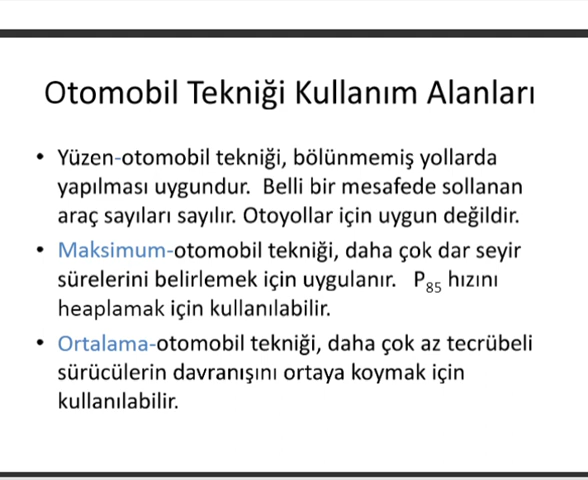 Otomobil Tekniği Kullanım Alanları
• Yüzen-otomobil tekniği, bölünmemiş yollarda
yapılması uygundur. Belli bir mesafede sollanan
araç sayıları sayılır. Otoyollar için uygun değildir.
• Maksimum-otomobil tekniği, daha çok dar seyir
sürelerini belirlemek için uygulanır. P85 hızını
heaplamak için kullanılabilir.
• Ortalama-otomobil tekniği, daha çok az tecrübeli
sürücülerin davranışını ortaya koymak için
kullanılabilir.